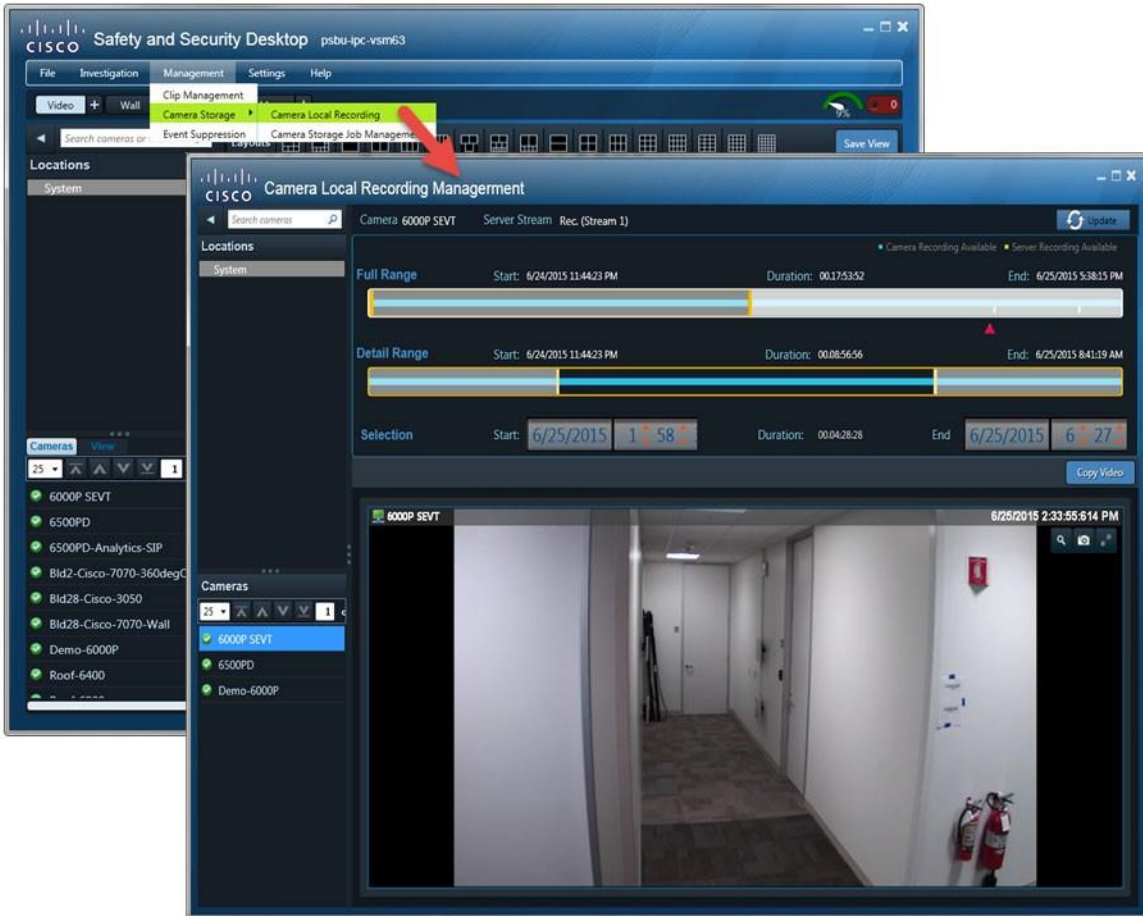 CISCO Safety and Security Desktop psbu-ipc-vsm63
File Investigation Management Settings Help
Video + Wall
Clip Management
Camera Storage Camera Local Recording
9% 0
Search cameras or
Event Suppression Camera Storage Job
Layouts
Save View
Locations
System
Cameras View
25 1
6000P SEVT
6500PD
6500PD-Analytics-SIP
Bld2-Cisco-7070-360degC
Bld28-Cisco-3050
Bld28-Cisco-7070-Wall
Demo-6000P
Roof-6400
CISCO Camera Local Recording Managerment
Search cameras
Camera 6000P SEVT Server Stream Rec. (Stream 1) Update
Locations
System
Camera Recording Available Server Recording Available
Full Range Start: 6/24/2015 11:44:23 PM Duration: 00.17:53:52 End: 6/25/2015 5:38:15 PM
Detail Range Start: 6/24/2015 11:44:23 PM Duration: 00.08:56:56 End: 6/25/2015 8:41:19 AM
Selection Start: 6/25/2015 1 58 Duration: 00.04:28:28 End 6/25/2015 6 27
Copy Video
6000P SEVT 6/25/2015 2:33:55:614 PM
Cameras
25 1
6000P SEVT
6500PD
Demo-6000P